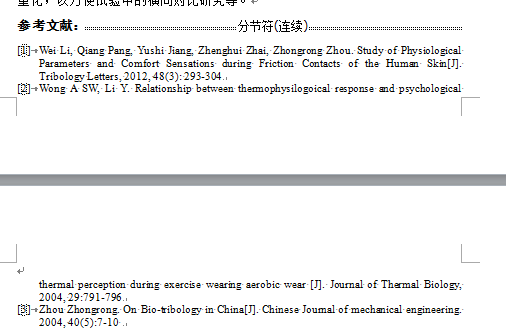 量化，以方便试验中的横向对比研究等。
参考文献：分节符(连续)
[1] Wei Li, Qiang Pang, Yushi Jiang, Zhenghui Zhai, Zhongrong Zhou. Study of Physiological
Parameters and Comfort Sensations during Friction Contacts of the Human Skin[J].
Tribology Letters, 2012, 48(3):293-304.
[2] Wong A SW, Li Y. Relationship between thermophysilogoical response and psychological
thermal perception during exercise wearing aerobic wear [J]. Journal of Thermal Biology,
2004, 29:791-796.
[3] Zhou Zhongrong. On Bio-tribology in China[J]. Chinese Journal of mechanical engineering.
2004, 40(5):7-10